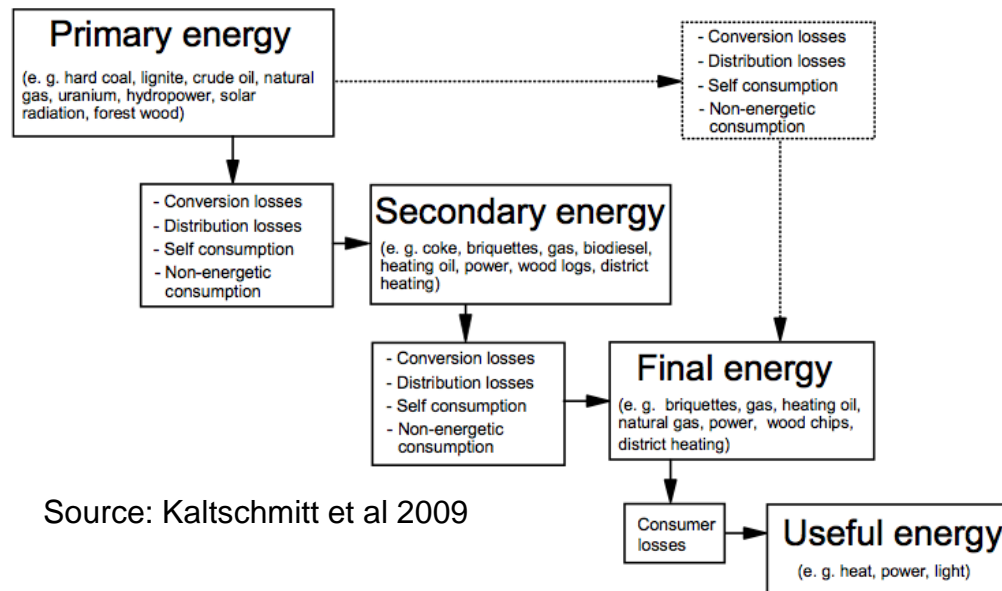 Primary energy
(e. g. hard coal, lignite, crude oil, natural
gas, uranium, hydropower, solar
radiation, forest wood)
- Conversion losses
- Distribution losses
- Self consumption
- Non-energetic
consumption
- Conversion losses
- Distribution losses
- Self consumption
- Non-energetic
consumption
Secondary energy
(e. g. coke, briquettes, gas, biodiesel,
heating oil, power, wood logs, district
heating)
- Conversion losses
- Distribution losses
- Self consumption
- Non-energetic
consumption
Final energy
(e. g. briquettes, gas, heating oil,
natural gas, power, wood chips,
district heating)
Source: Kaltschmitt et al 2009
Consumer
losses
Useful energy
(e. g. heat, power, light)